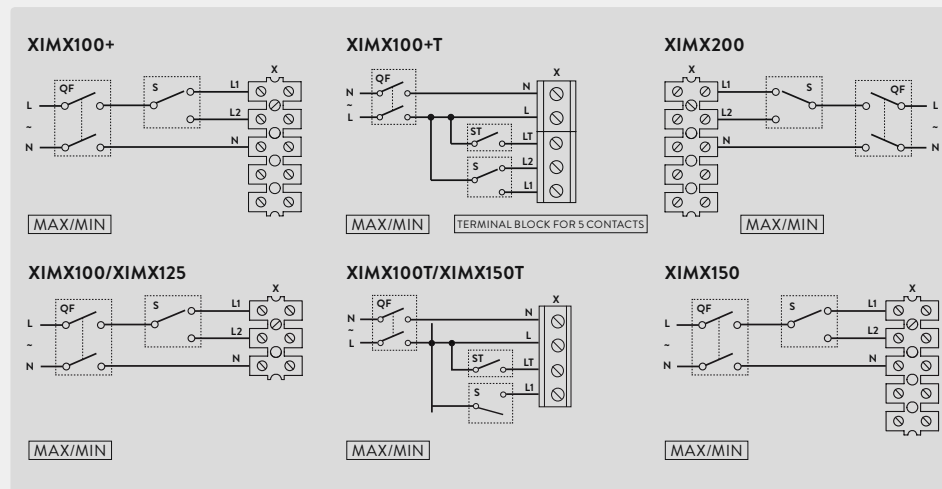 XIMX100+
X
QF
S
L1
L
L2
~
N
N
MAX/MIN
XIMX100+T
X
QF
N
N
~
L
L
ST
LT
S
L2
L1
MAX/MIN
TERMINAL BLOCK FOR 5 CONTACTS
XIMX200
X
L1
S
QF
L
L2
~
N
N
MAX/MIN
XIMX100/XIMX125
X
QF
S
L1
L
L2
~
N
N
MAX/MIN
XIMX100T/XIMX150T
X
QF
N
N
~
L
L
ST
LT
S
L1
MAX/MIN
XIMX150
X
QF
S
L1
L
L2
~
N
N
MAX/MIN